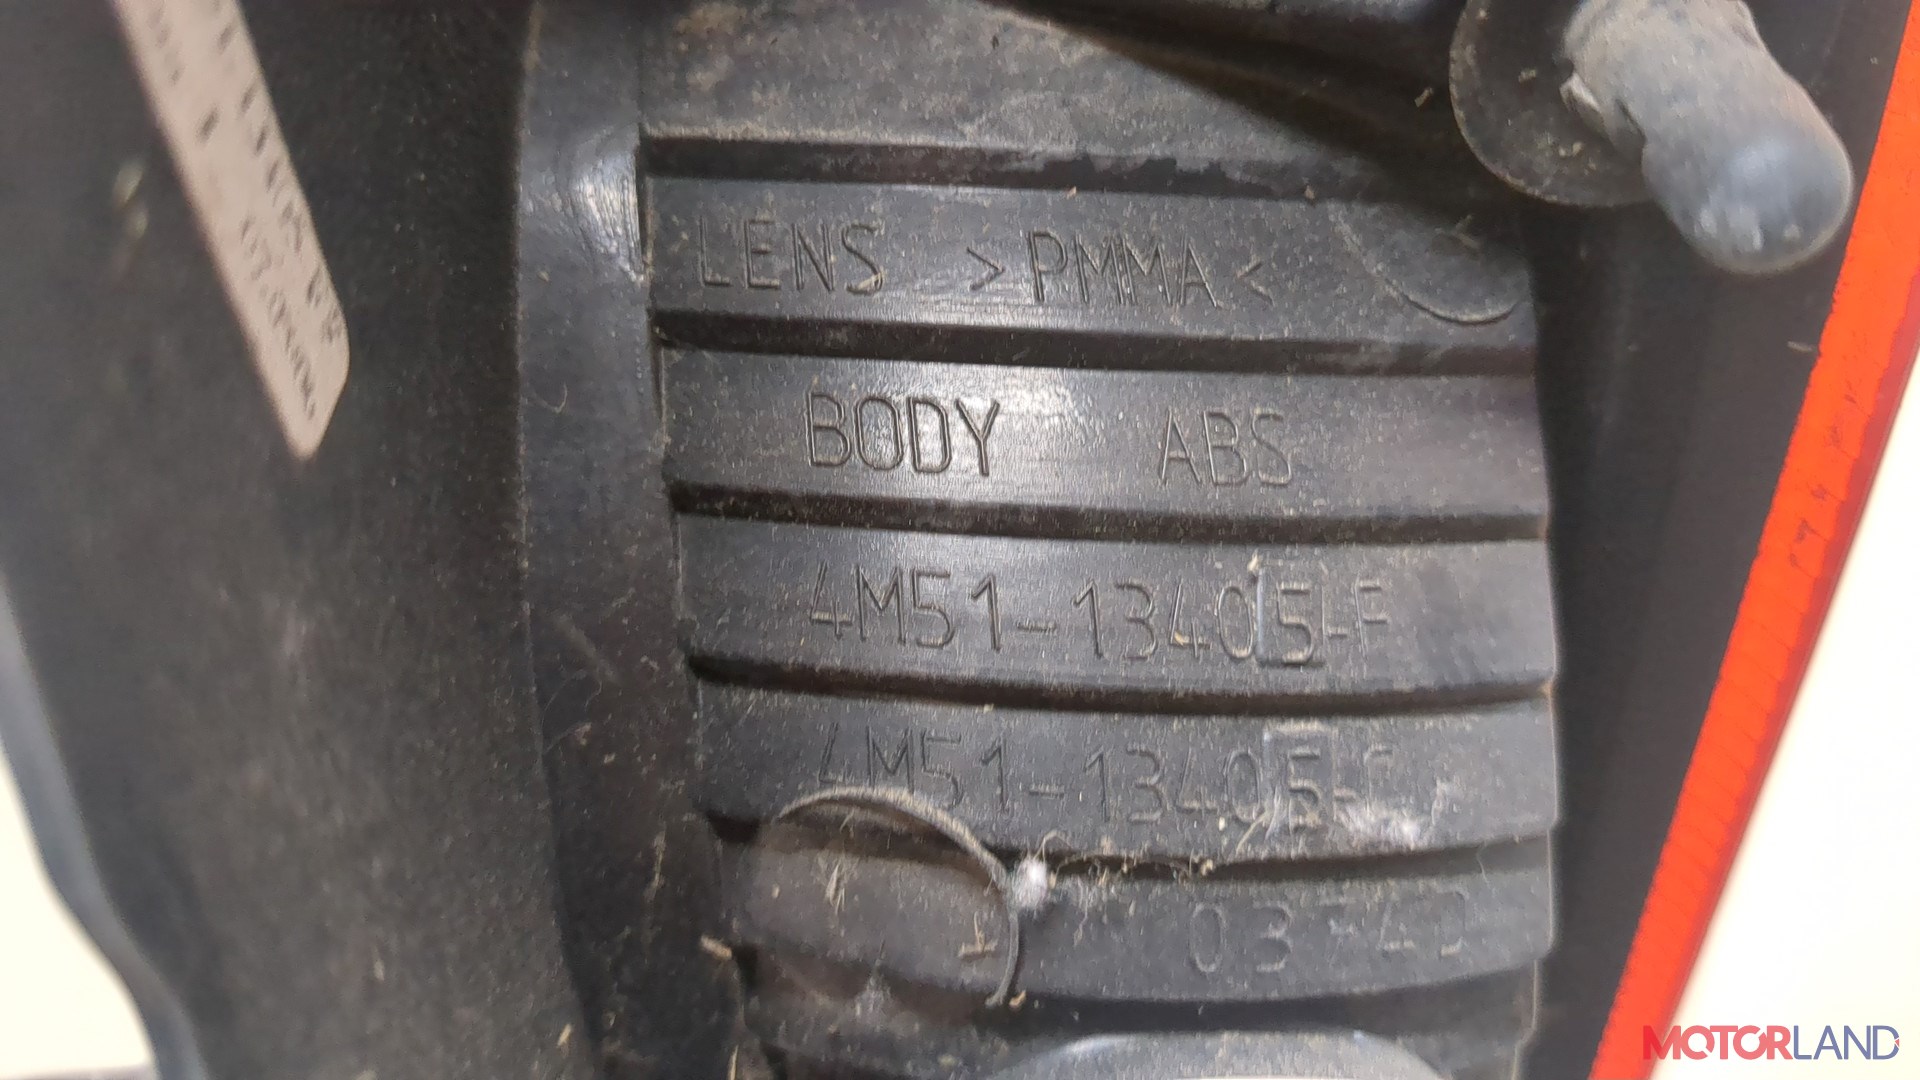 LENS >PMMA<
BODY ABS
4M51-13405-F
4M51-13405-
MOTORLAND